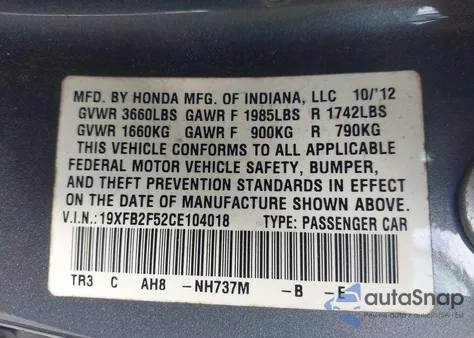 MFD. BY HONDA MFG. OF INDIANA, LLC 10/'12
GVWR 3660LBS GAWR F 1985LBS R 1742LBS
GVWR 1660KG GAWR F 900KG R 790KG
THIS VEHICLE CONFORMS TO ALL APPLICABLE
FEDERAL MOTOR VEHICLE SAFETY, BUMPER,
AND THEFT PREVENTION STANDARDS IN EFFECT
ON THE DATE OF MANUFACTURE SHOWN ABOVE.
V.I.N.: 19XFB2F52CE104018 TYPE: PASSENGER CAR
TR3 C AH8 -NH737M -B -E
autoSnap